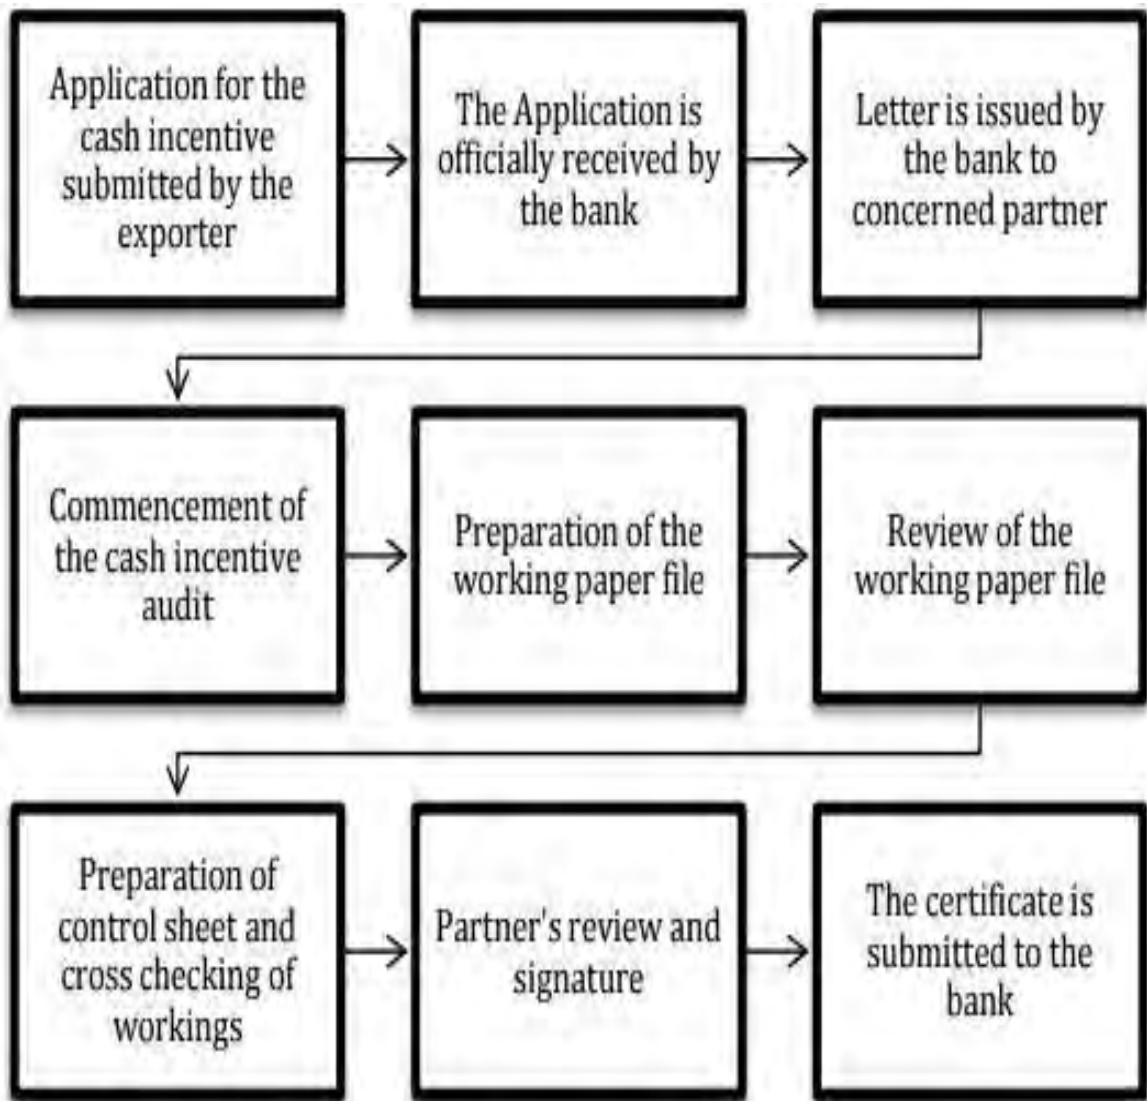 Application for the
cash incentive
submitted by the
exporter
The Application is
officially received by
the bank
Letter is issued by
the bank to
concerned partner
Commencement of
the cash incentive
audit
Preparation of the
working paper file
Review of the
working paper file
Preparation of
control sheet and
cross checking of
workings
Partner's review and
signature
The certificate is
submitted to the
bank